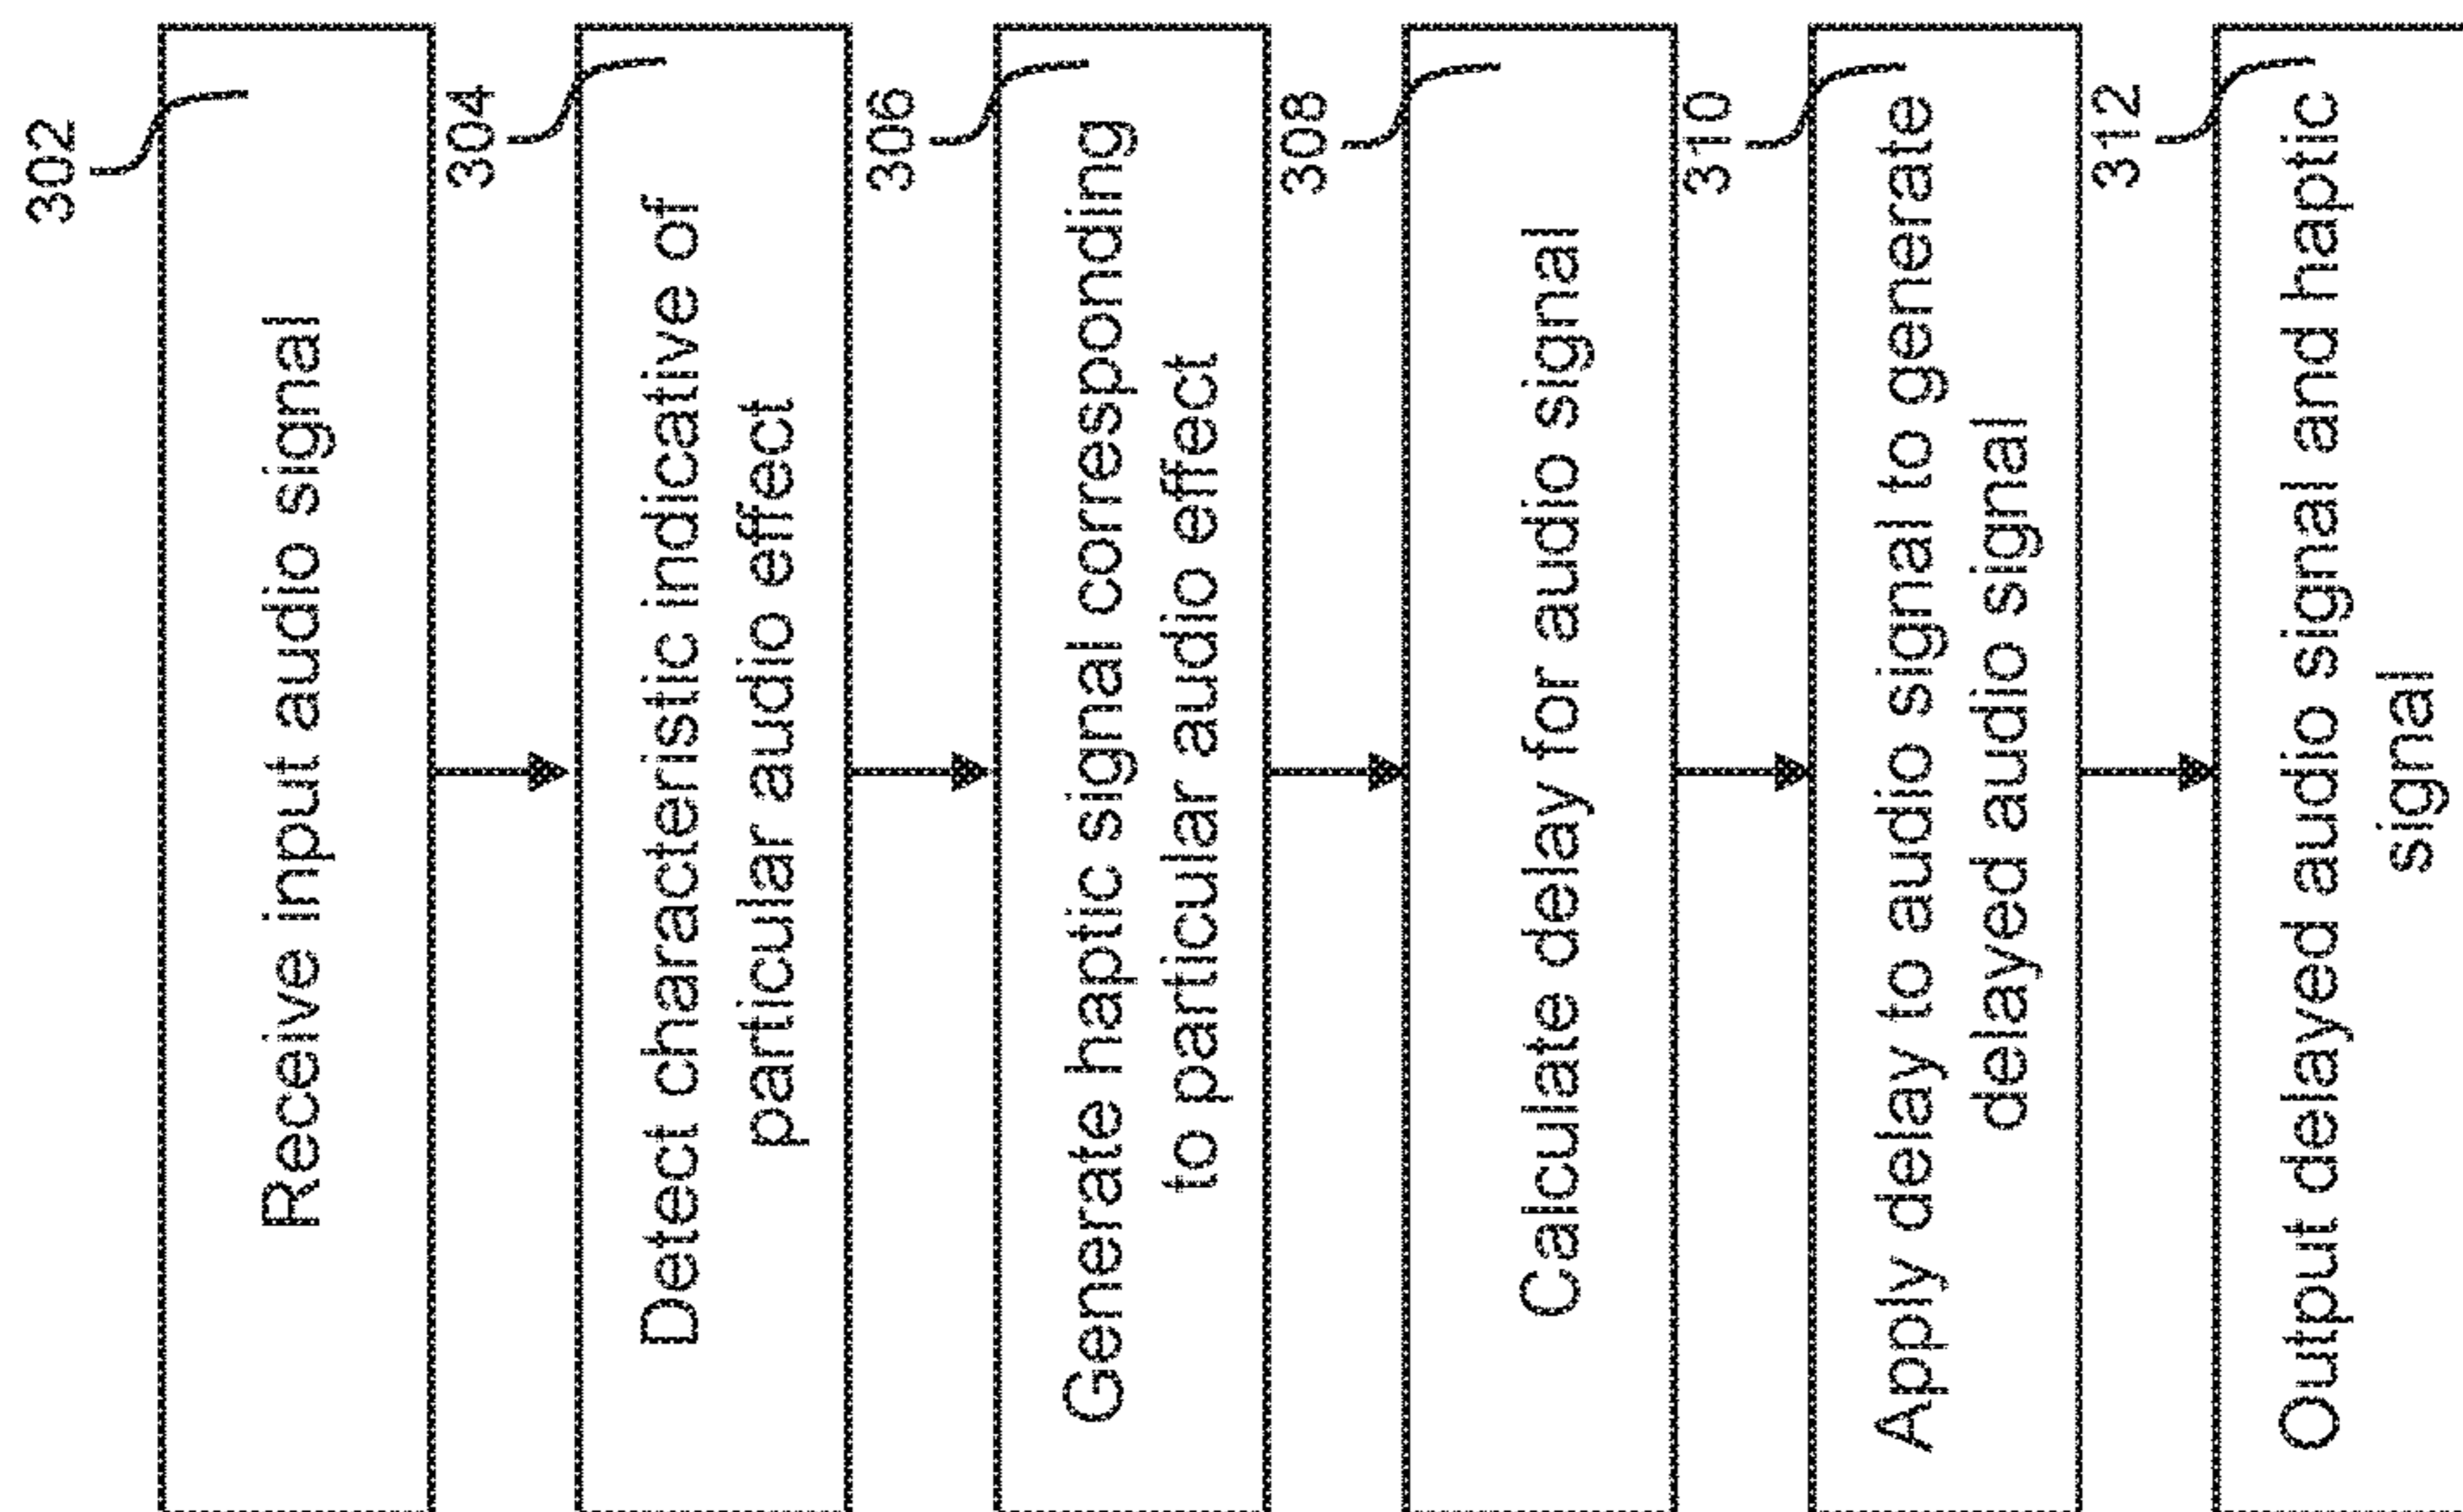 302
Receive input audio signal
304
Detect characteristic indicative of
particular audio effect
306
Generate haptic signal corresponding
to particular audio effect
308
Calculate delay for audio signal
310
Apply delay to audio signal to generate
delayed audio signal
312
Output delayed audio signal and haptic
signal